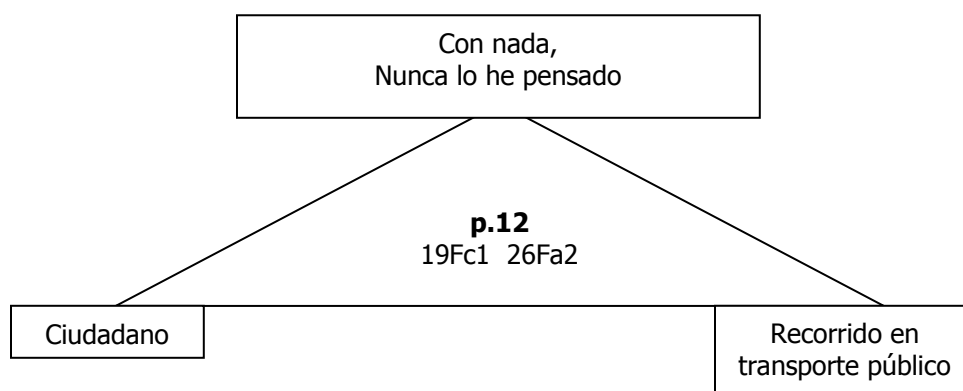 Con nada,
Nunca lo he pensado
p.12
19Fc1 26Fa2
Ciudadano
Recorrido en
transporte público